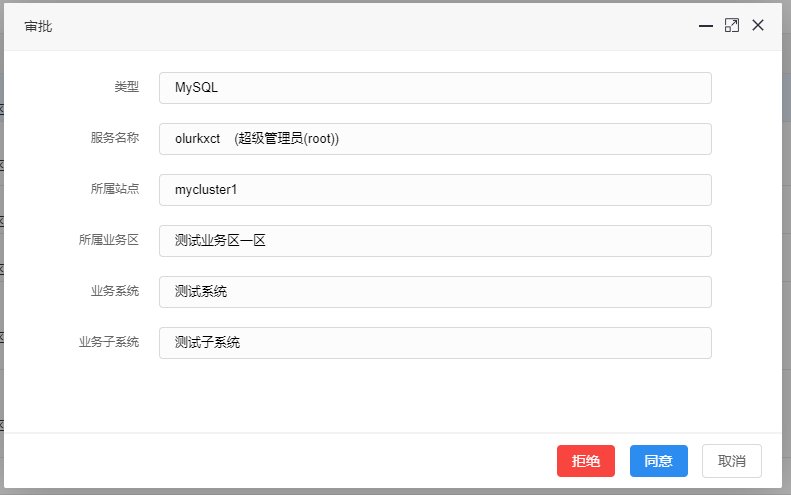 审批
类型 MySQL
服务名称 olurkxct (超级管理员(root))
所属站点 mycluster1
所属业务区 测试业务区一区
业务系统 测试系统
业务子系统 测试子系统
拒绝 同意 取消